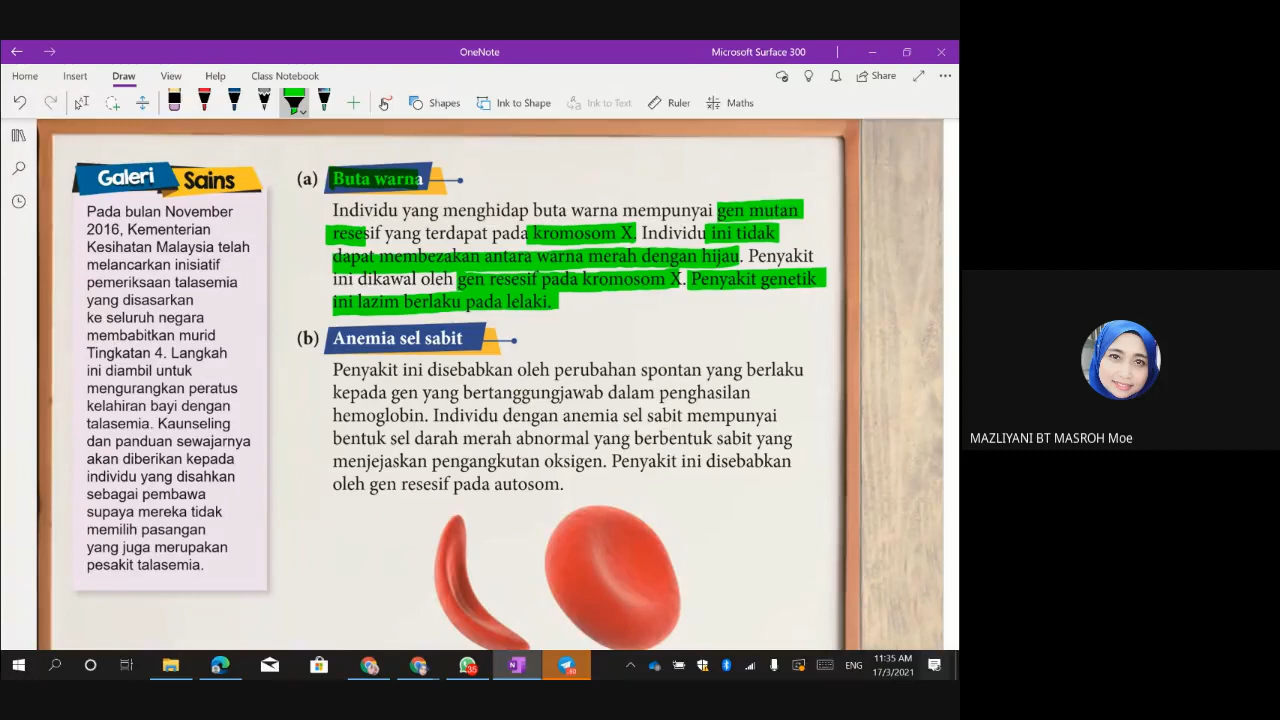 OneNote
Microsoft Surface 300
Home Insert Draw View Help Class Notebook
Share
Shapes Ink to Shape Ink to Text Ruler Maths
Galeri Sains
Pada bulan November
2016, Kementerian
Kesihatan Malaysia telah
melancarkan inisiatif
pemeriksaan talasemia
yang disasarkan
ke seluruh negara
membabitkan murid
Tingkatan 4. Langkah
ini diambil untuk
mengurangkan peratus
kelahiran bayi dengan
talasemia. Kaunseling
dan panduan sewajarnya
akan diberikan kepada
individu yang disahkan
sebagai pembawa
supaya mereka tidak
memilih pasangan
yang juga merupakan
pesakit talasemia.
(a) Buta warna
Individu yang menghidap buta warna mempunyai gen mutan
resesif yang terdapat pada kromosom X. Individu ini tidak
dapat membezakan antara warna merah dengan hijau. Penyakit
ini dikawal oleh gen resesif pada kromosom X. Penyakit genetik
ini lazim berlaku pada lelaki.
(b) Anemia sel sabit
Penyakit ini disebabkan oleh perubahan spontan yang berlaku
kepada gen yang bertanggungjawab dalam penghasilan
hemoglobin. Individu dengan anemia sel sabit mempunyai
bentuk sel darah merah abnormal yang berbentuk sabit yang
menjejaskan pengangkutan oksigen. Penyakit ini disebabkan
oleh gen resesif pada autosom.
MAZLIYANI BT MASROH Moe
35
ENG
11:35 AM
17/3/2021